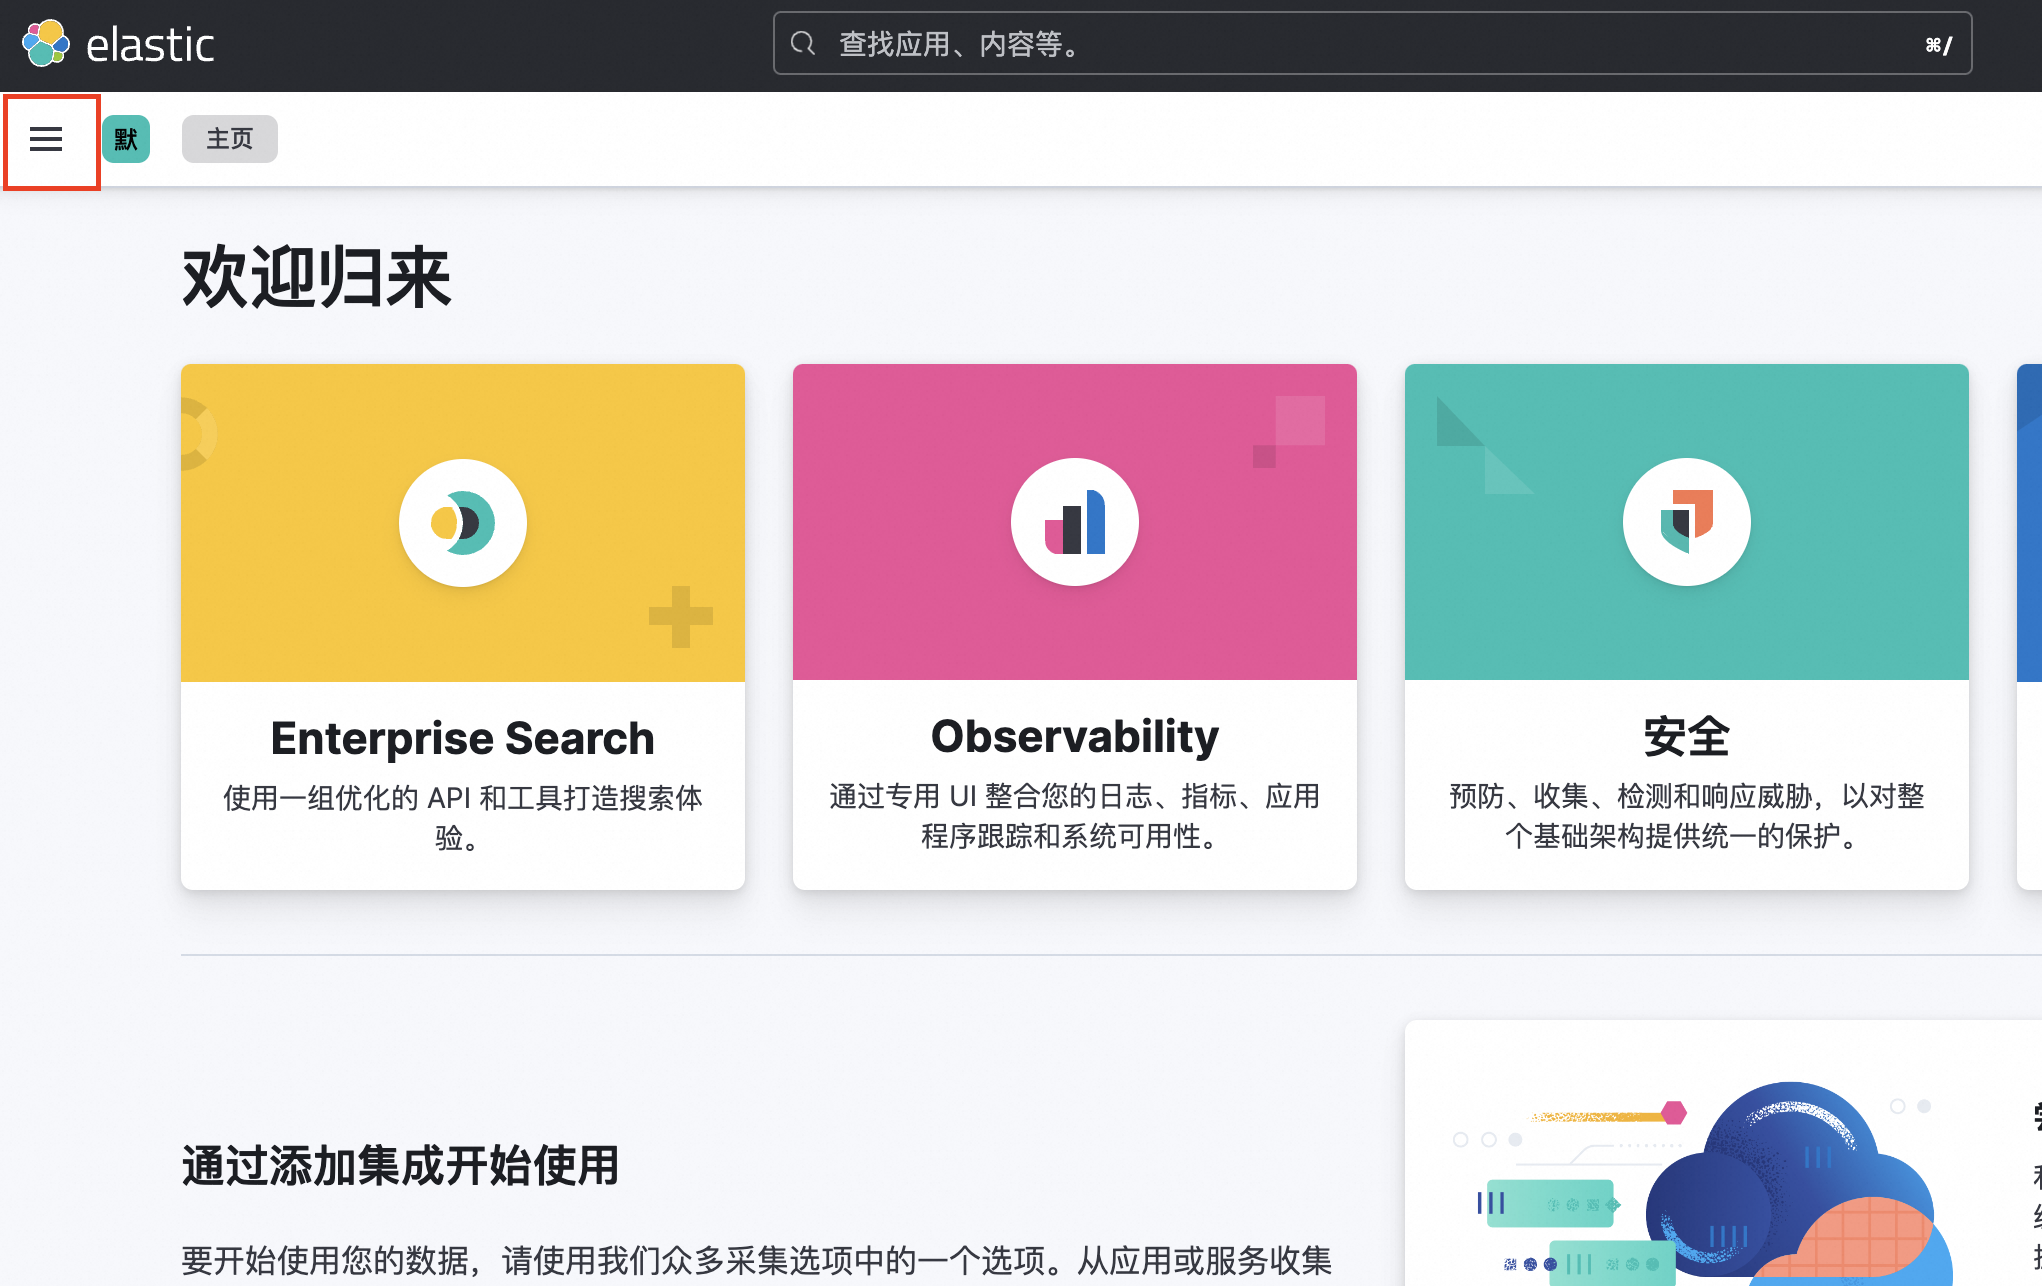 elastic
查找应用、内容等。
⌘/
默
主页
欢迎归来
Enterprise Search
使用一组优化的 API 和工具打造搜索体
验。
Observability
通过专用 UI 整合您的日志、指标、应用
程序跟踪和系统可用性。
安全
预防、收集、检测和响应威胁，以对整
个基础架构提供统一的保护。
通过添加集成开始使用
要开始使用您的数据，请使用我们众多采集选项中的一个选项。从应用或服务收集